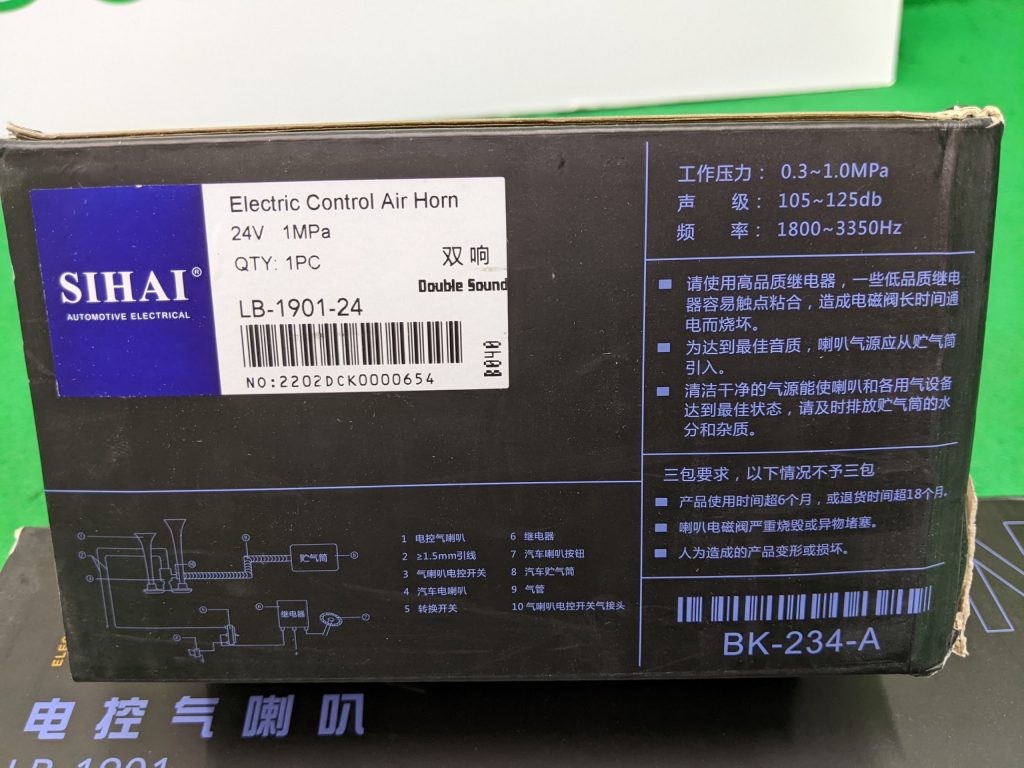 SIHAI®
AUTOMOTIVE ELECTRICAL
Electric Control Air Horn
24V 1MPa
QTY: 1PC
双响
Double Sound
LB-1901-24
NO:2202DCK0000654
B040
工作压力：0.3~1.0MPa
声 级：105~125db
频 率：1800~3350Hz
■ 请使用高品质继电器，一些低品质继电
器容易触点粘合，造成电磁阀长时间通
电而烧坏。
■ 为达到最佳音质，喇叭气源应从贮气筒
引入。
■ 清洁干净的气源能使喇叭和各用气设备
达到最佳状态，请及时排放贮气筒的水
分和杂质。
三包要求，以下情况不予三包
■ 产品使用时间超6个月，或退货时间超18个月.
■ 喇叭电磁阀严重烧毁或异物堵塞。
■ 人为造成的产品变形或损坏.
BK-234-A
贮气筒
继电器
1 电控气喇叭
2 ≥1.5mm引线
3 气喇叭电控开关
4 汽车电喇叭
5 转换开关
6 继电器
7 汽车喇叭按钮
8 汽车贮气筒
9 气管
10 气喇叭电控开关气接头
电控气喇叭
LB-1901